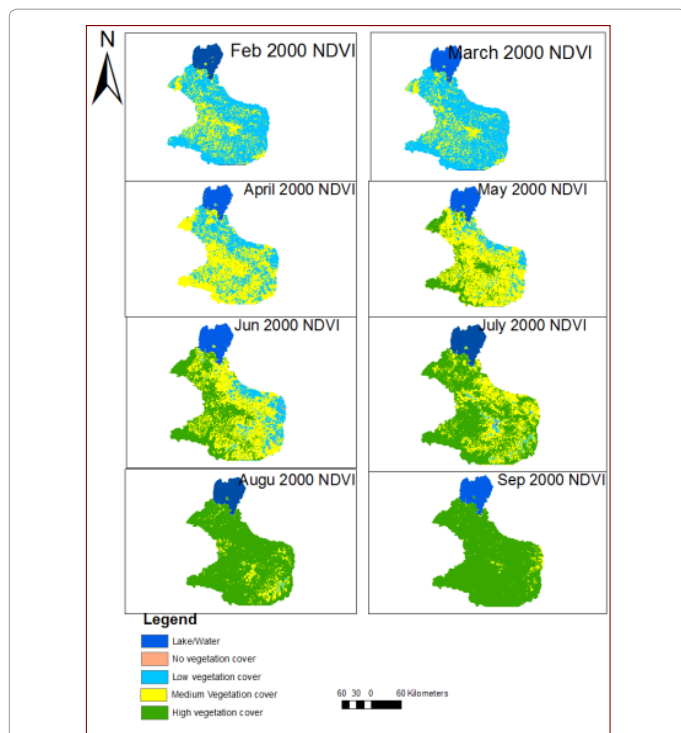 N
Feb 2000 NDVI
March 2000 NDVI
April 2000 NDVI
May 2000 NDVI
Jun 2000 NDVI
July 2000 NDVI
Augu 2000 NDVI
Sep 2000 NDVI
Legend
Lake/Water
No vegetation cover
Low vegetation cover
Medium Vegetation cover
High vegetation cover
60 30 0 60 Kilometers